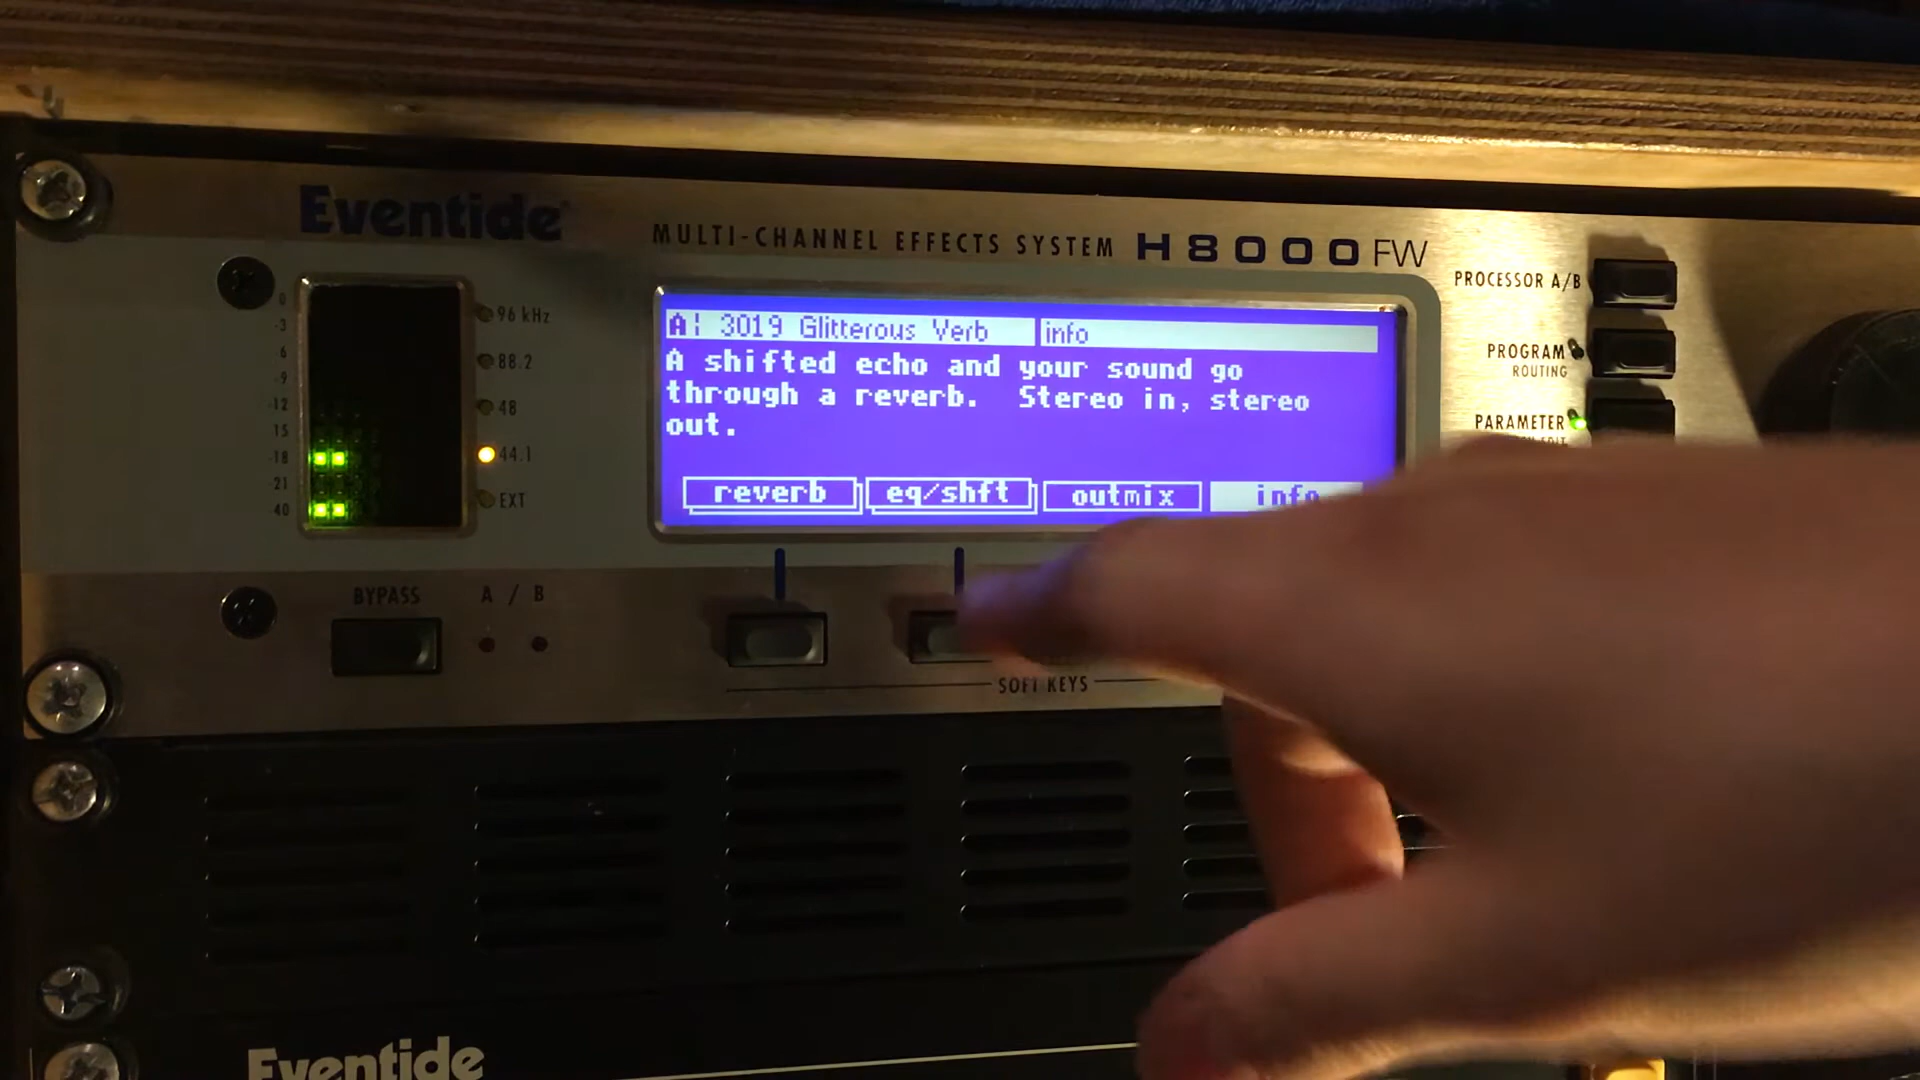 Eventide
MULTI-CHANNEL EFFECTS SYSTEM H8000FW
0
-3
6
-9
-12
15
-18
-21
-40
96 kHz
88.2
48
44.1
EXT
A: 3019 Glitterous Verb info
A shifted echo and your sound go
through a reverb. Stereo in, stereo
out.
reverb eq/shft outmix info
PROCESSOR A/B
PROGRAM
ROUTING
PARAMETER
BYPASS
A / B
SOFT KEYS
Eventide